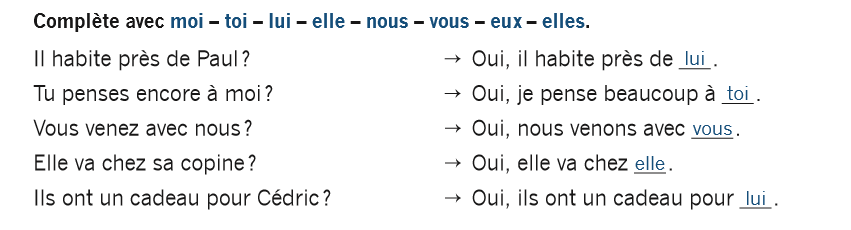 Complète avec moi – toi – lui – elle – nous – vous – eux – elles.
Il habite près de Paul ? → Oui, il habite près de lui .
Tu penses encore à moi ? → Oui, je pense beaucoup à toi .
Vous venez avec nous ? → Oui, nous venons avec vous .
Elle va chez sa copine ? → Oui, elle va chez elle .
Ils ont un cadeau pour Cédric ? → Oui, ils ont un cadeau pour lui .